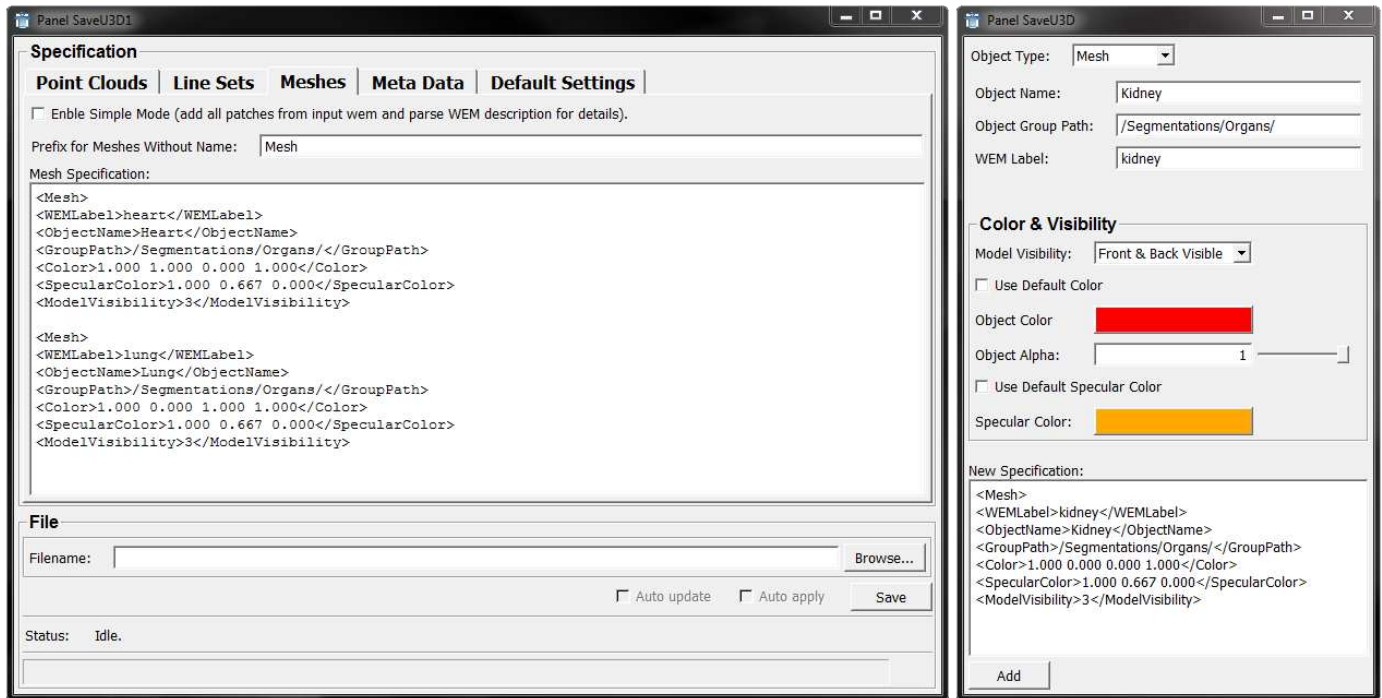 Panel SaveU3D1
Specification
Point Clouds
Line Sets
Meshes
Meta Data
Default Settings
Enble Simple Mode (add all patches from input wem and parse WEM description for details).
Prefix for Meshes Without Name: Mesh
Mesh Specification:
<Mesh>
<WEMLabel>heart</WEMLabel>
<ObjectName>Heart</ObjectName>
<GroupPath>/Segmentations/Organs/</GroupPath>
<Color>1.000 1.000 0.000 1.000</Color>
<SpecularColor>1.000 0.667 0.000</SpecularColor>
<ModelVisibility>3</ModelVisibility>
<Mesh>
<WEMLabel>lung</WEMLabel>
<ObjectName>Lung</ObjectName>
<GroupPath>/Segmentations/Organs/</GroupPath>
<Color>1.000 0.000 1.000 1.000</Color>
<SpecularColor>1.000 0.667 0.000</SpecularColor>
<ModelVisibility>3</ModelVisibility>
File
Filename:
Browse...
Auto update
Auto apply
Save
Status: Idle.
Panel SaveU3D
Object Type: Mesh
Object Name: Kidney
Object Group Path: /Segmentations/Organs/
WEM Label: kidney
Color & Visibility
Model Visibility: Front & Back Visible
Use Default Color
Object Color
Object Alpha: 1
Use Default Specular Color
Specular Color:
New Specification:
<Mesh>
<WEMLabel>kidney</WEMLabel>
<ObjectName>Kidney</ObjectName>
<GroupPath>/Segmentations/Organs/</GroupPath>
<Color>1.000 0.000 0.000 1.000</Color>
<SpecularColor>1.000 0.667 0.000</SpecularColor>
<ModelVisibility>3</ModelVisibility>
Add